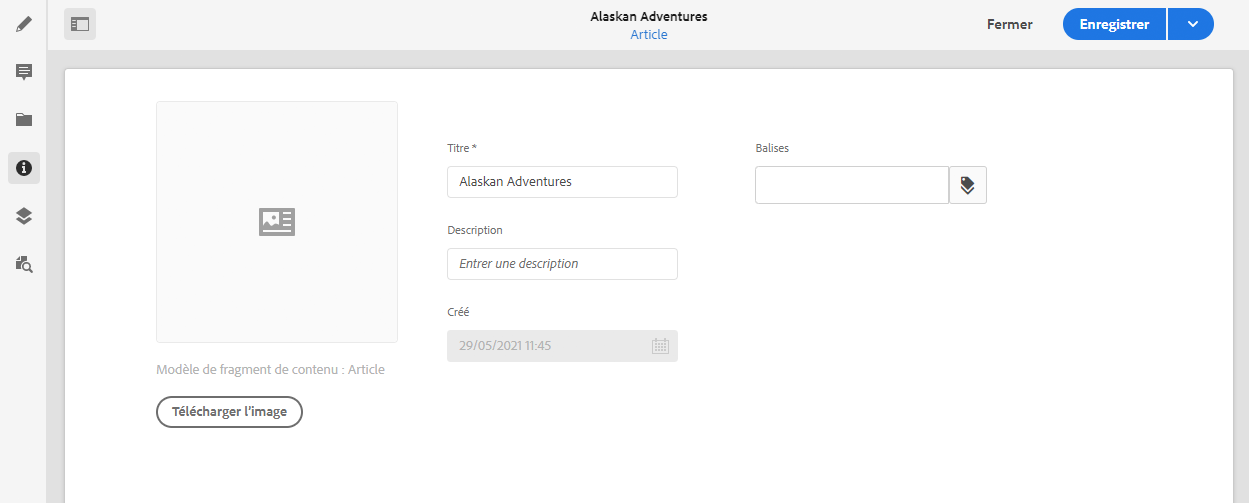 Alaskan Adventures
Article
Fermer
Enregistrer
Titre *
Alaskan Adventures
Balises
Description
Entrer une description
Créé
29/05/2021 11:45
Modèle de fragment de contenu : Article
Télécharger l'image